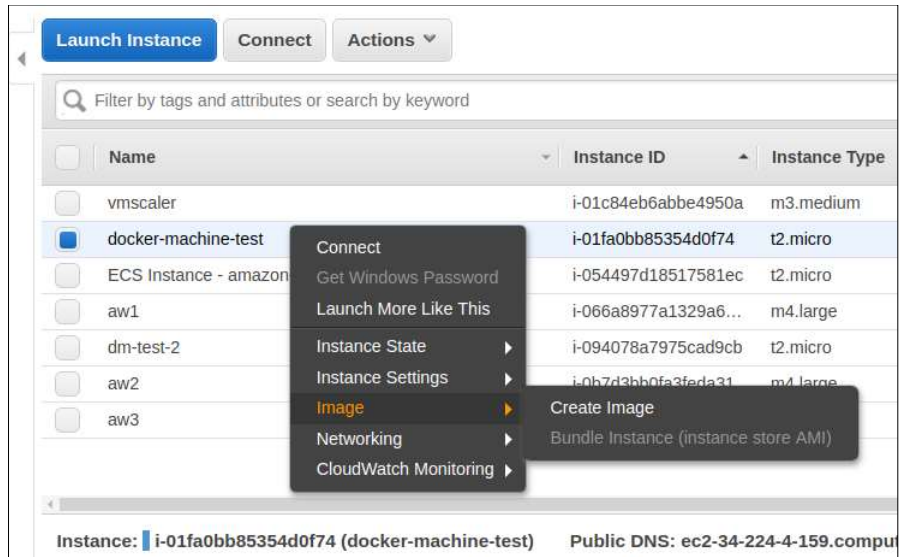 Launch Instance Connect Actions
Filter by tags and attributes or search by keyword
Name Instance ID Instance Type
vmscaler i-01c84eb6abbe4950a m3.medium
docker-machine-test i-01fa0bb85354d0f74 t2.micro
ECS Instance - amazon i-054497d18517581ec t2.micro
aw1 i-066a8977a1329a6... m4.large
dm-test-2 i-094078a7975cad9cb t2.micro
aw2 i-0b7d3bb0fa3feda31 m4.large
aw3
Connect
Get Windows Password
Launch More Like This
Instance State
Instance Settings
Image
Networking
CloudWatch Monitoring
Create Image
Bundle Instance (instance store AMI)
Instance: i-01fa0bb85354d0f74 (docker-machine-test) Public DNS: ec2-34-224-4-159.comput